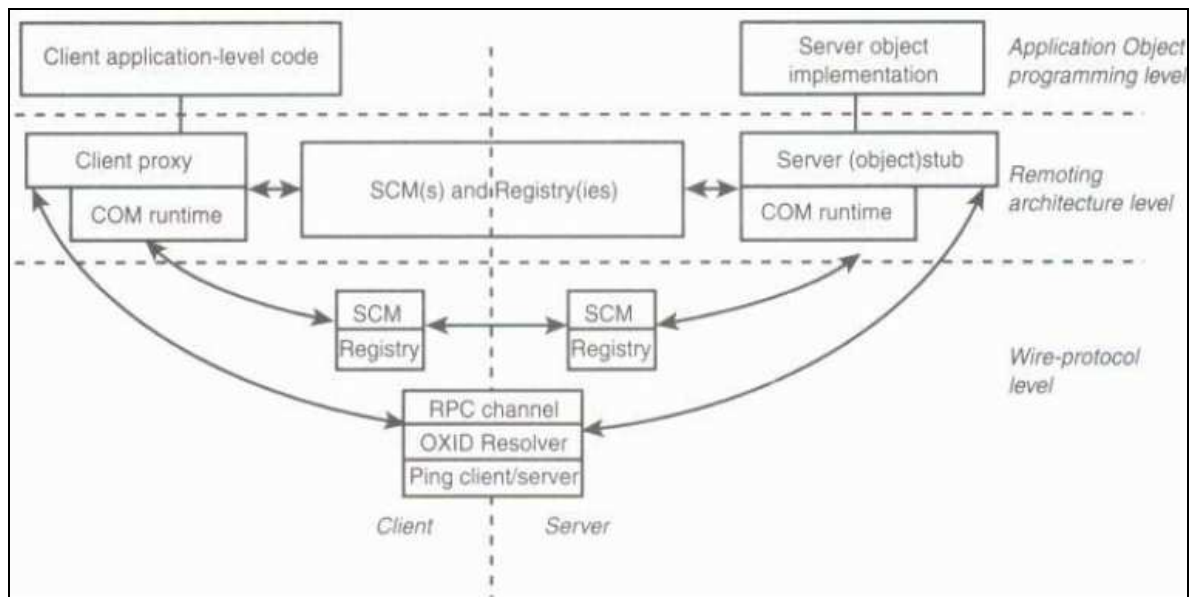 Client application-level code
Server object
implementation
Application Object
programming level
Client proxy
COM runtime
SCM(s) and Registry(ies)
Server (object)stub
COM runtime
Remoting
architecture level
SCM
Registry
SCM
Registry
Wire-protocol
level
RPC channel
OXID Resolver
Ping client/server
Client
Server